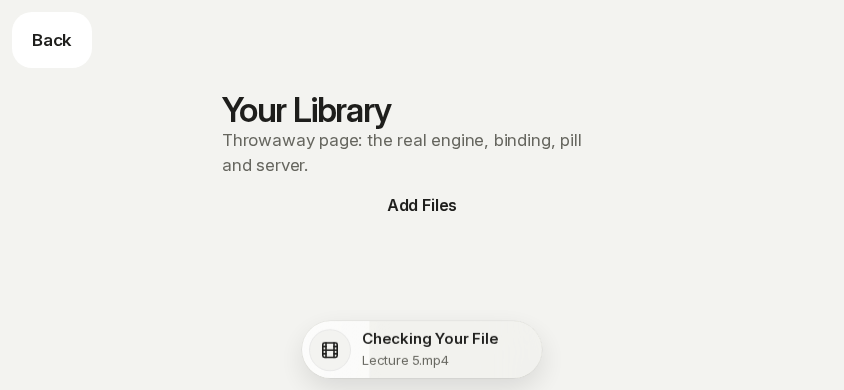 Back
Your Library
Throwaway page: the real engine, binding, pill
and server.
Add Files
Checking Your File
Lecture 5.mp4